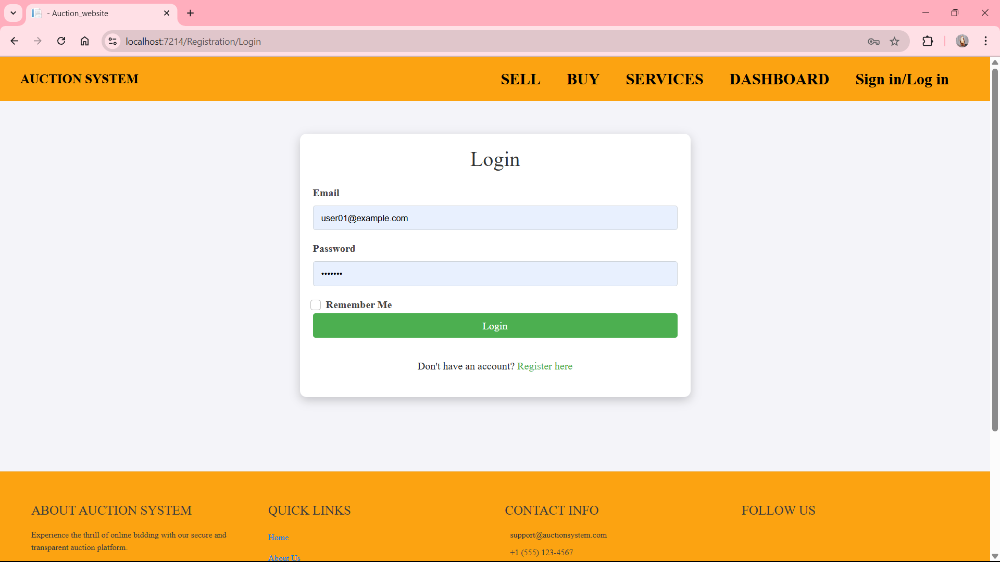 - Auction_website
localhost:7214/Registration/Login
AUCTION SYSTEM
SELL
BUY
SERVICES
DASHBOARD
Sign in/Log in
Login
Email
user01@example.com
Password
•••••••
Remember Me
Login
Don't have an account? Register here
ABOUT AUCTION SYSTEM
Experience the thrill of online bidding with our secure and
transparent auction platform.
QUICK LINKS
Home
About Us
CONTACT INFO
support@auctionsystem.com
+1 (555) 123-4567
FOLLOW US